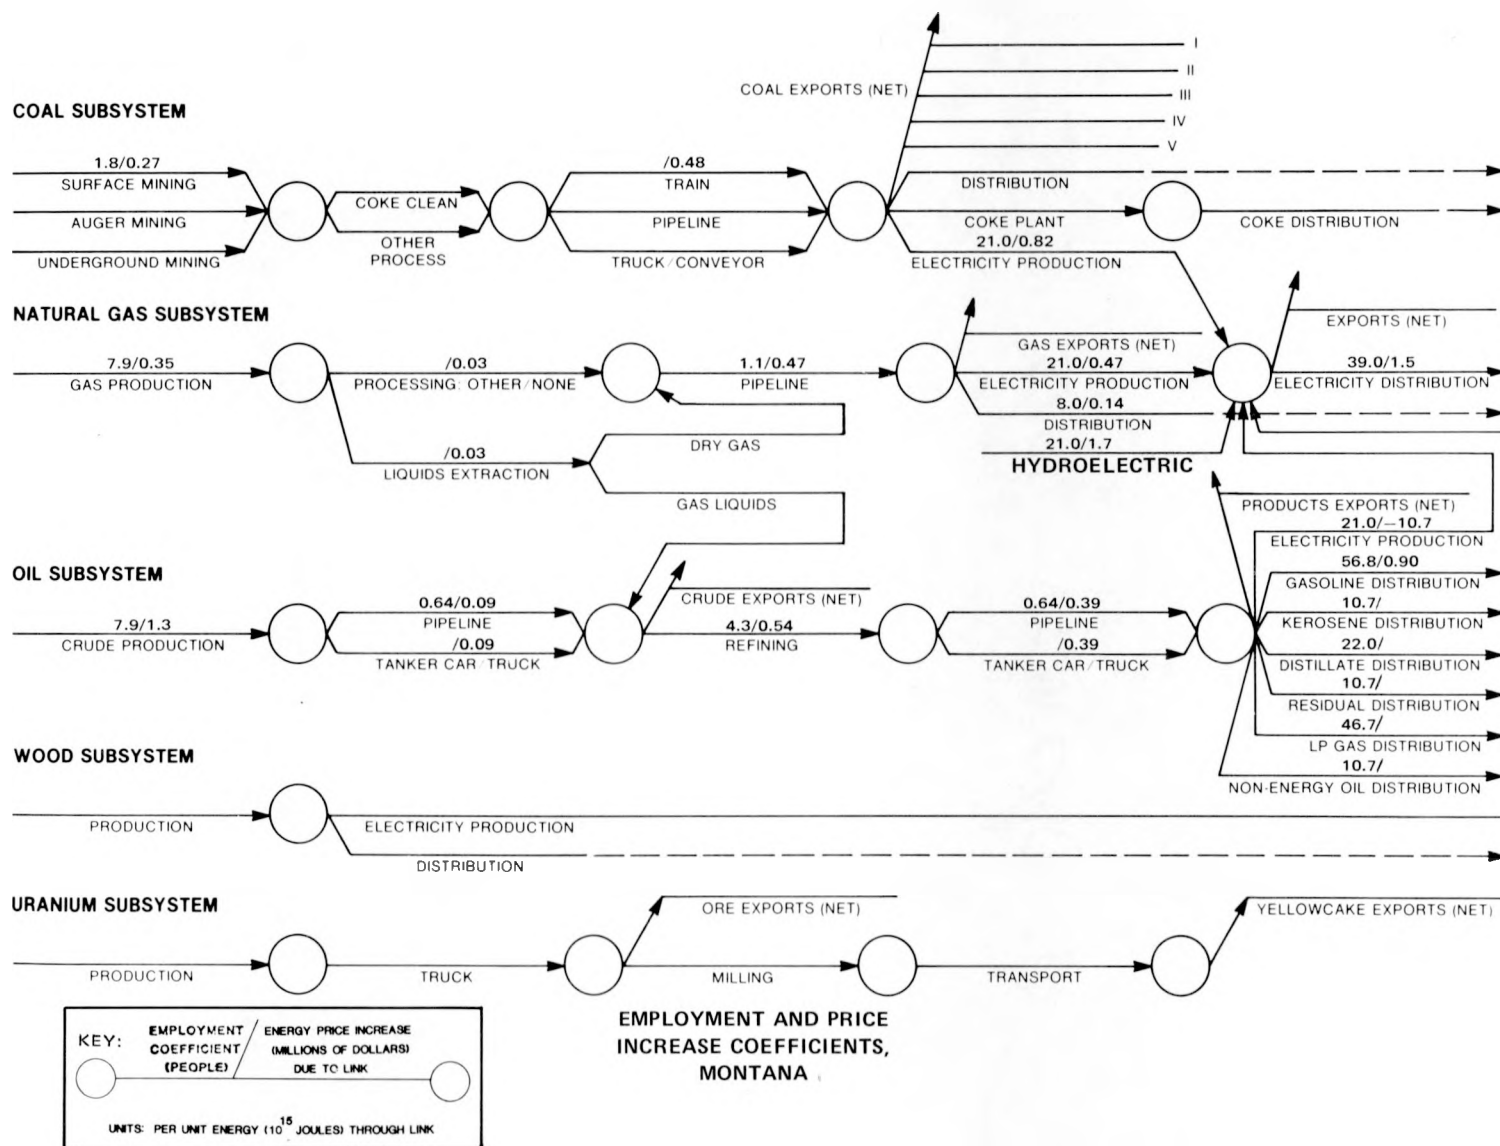 COAL SUBSYSTEM
1.8/0.27
SURFACE MINING
AUGER MINING
UNDERGROUND MINING
COKE CLEAN
OTHER
PROCESS
/0.48
TRAIN
PIPELINE
TRUCK/CONVEYOR
COAL EXPORTS (NET)
I
II
III
IV
V
DISTRIBUTION
COKE PLANT
21.0/0.82
ELECTRICITY PRODUCTION
COKE DISTRIBUTION
NATURAL GAS SUBSYSTEM
7.9/0.35
GAS PRODUCTION
/0.03
PROCESSING: OTHER/NONE
/0.03
LIQUIDS EXTRACTION
DRY GAS
GAS LIQUIDS
1.1/0.47
PIPELINE
GAS EXPORTS (NET)
21.0/0.47
ELECTRICITY PRODUCTION
8.0/0.14
DISTRIBUTION
21.0/1.7
HYDROELECTRIC
EXPORTS (NET)
39.0/1.5
ELECTRICITY DISTRIBUTION
OIL SUBSYSTEM
7.9/1.3
CRUDE PRODUCTION
0.64/0.09
PIPELINE
/0.09
TANKER CAR/TRUCK
CRUDE EXPORTS (NET)
4.3/0.54
REFINING
0.64/0.39
PIPELINE
/0.39
TANKER CAR/TRUCK
PRODUCTS EXPORTS (NET)
21.0/−10.7
ELECTRICITY PRODUCTION
56.8/0.90
GASOLINE DISTRIBUTION
10.7/
KEROSENE DISTRIBUTION
22.0/
DISTILLATE DISTRIBUTION
10.7/
RESIDUAL DISTRIBUTION
46.7/
LP GAS DISTRIBUTION
10.7/
NON-ENERGY OIL DISTRIBUTION
WOOD SUBSYSTEM
PRODUCTION
ELECTRICITY PRODUCTION
DISTRIBUTION
URANIUM SUBSYSTEM
PRODUCTION
TRUCK
ORE EXPORTS (NET)
MILLING
TRANSPORT
YELLOWCAKE EXPORTS (NET)
KEY:
EMPLOYMENT
COEFFICIENT
(PEOPLE)
/
ENERGY PRICE INCREASE
(MILLIONS OF DOLLARS)
DUE TO LINK
UNITS: PER UNIT ENERGY (10¹⁵ JOULES) THROUGH LINK
EMPLOYMENT AND PRICE
INCREASE COEFFICIENTS,
MONTANA